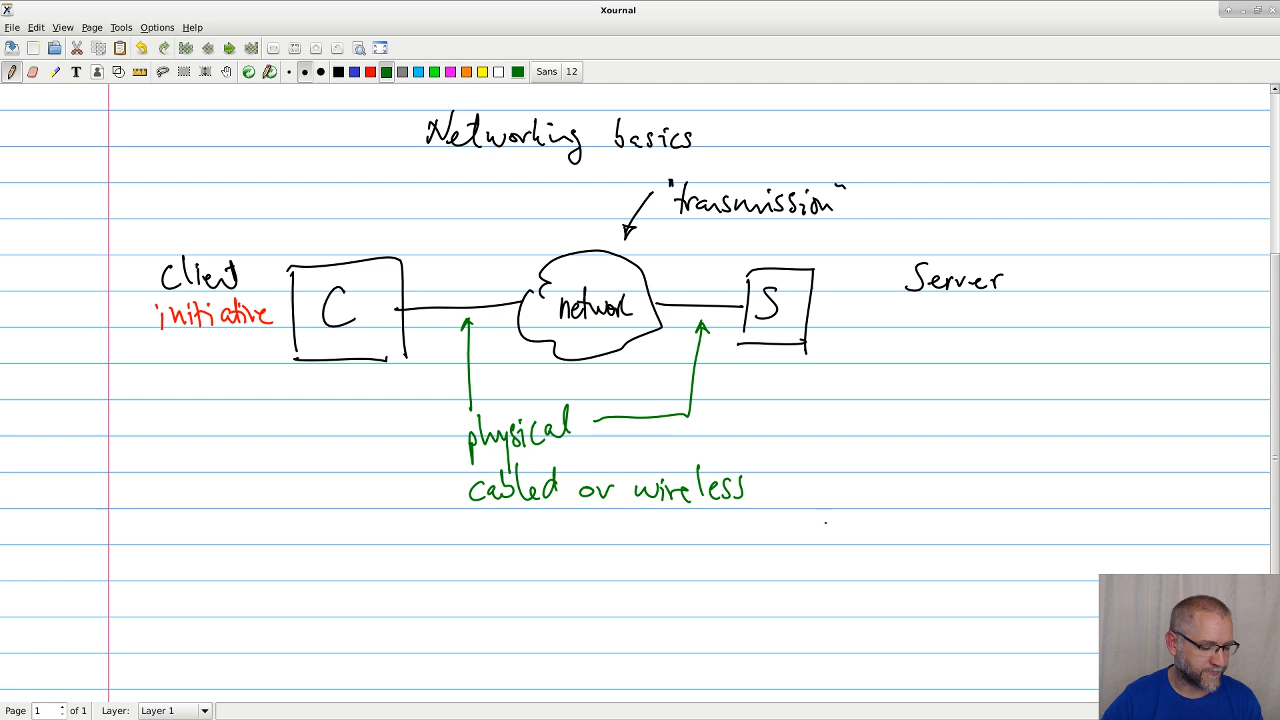 Xournal
File Edit View Page Tools Options Help
Sans 12
Networking basics
"transmission"
Client
initiative
C
network
S
Server
physical
cabled or wireless
Page 1 of 1 Layer: Layer 1